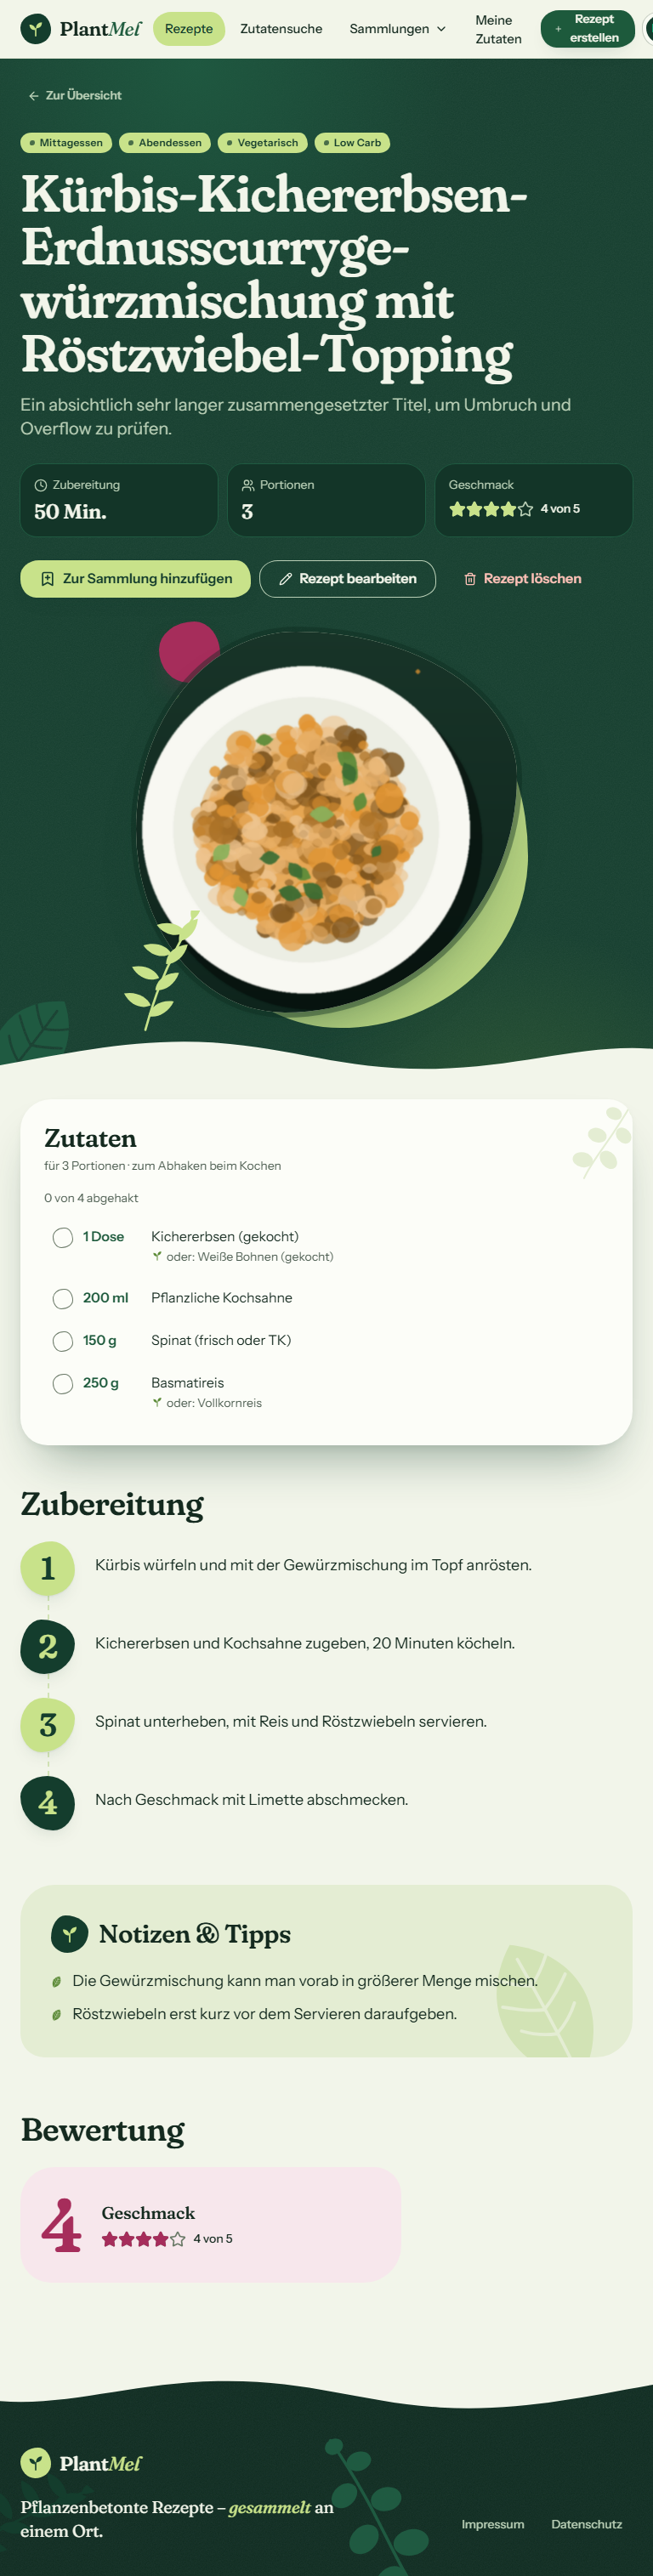 PlantMel
Rezepte
Zutatensuche
Sammlungen
Meine
Zutaten
Rezept
erstellen
Zur Übersicht
Mittagessen
Abendessen
Vegetarisch
Low Carb
Kürbis-Kichererbsen-
Erdnusscurryge-
würzmischung mit
Röstzwiebel-Topping
Ein absichtlich sehr langer zusammengesetzter Titel, um Umbruch und
Overflow zu prüfen.
Zubereitung
50 Min.
Portionen
3
Geschmack
4 von 5
Zur Sammlung hinzufügen
Rezept bearbeiten
Rezept löschen
Zutaten
für 3 Portionen · zum Abhaken beim Kochen
0 von 4 abgehakt
1 Dose Kichererbsen (gekocht)
oder: Weiße Bohnen (gekocht)
200 ml Pflanzliche Kochsahne
150 g Spinat (frisch oder TK)
250 g Basmatireis
oder: Vollkornreis
Zubereitung
1 Kürbis würfeln und mit der Gewürzmischung im Topf anrösten.
2 Kichererbsen und Kochsahne zugeben, 20 Minuten köcheln.
3 Spinat unterheben, mit Reis und Röstzwiebeln servieren.
4 Nach Geschmack mit Limette abschmecken.
Notizen & Tipps
Die Gewürzmischung kann man vorab in größerer Menge mischen.
Röstzwiebeln erst kurz vor dem Servieren daraufgeben.
Bewertung
4
Geschmack
4 von 5
PlantMel
Pflanzenbetonte Rezepte – gesammelt an
einem Ort.
Impressum
Datenschutz